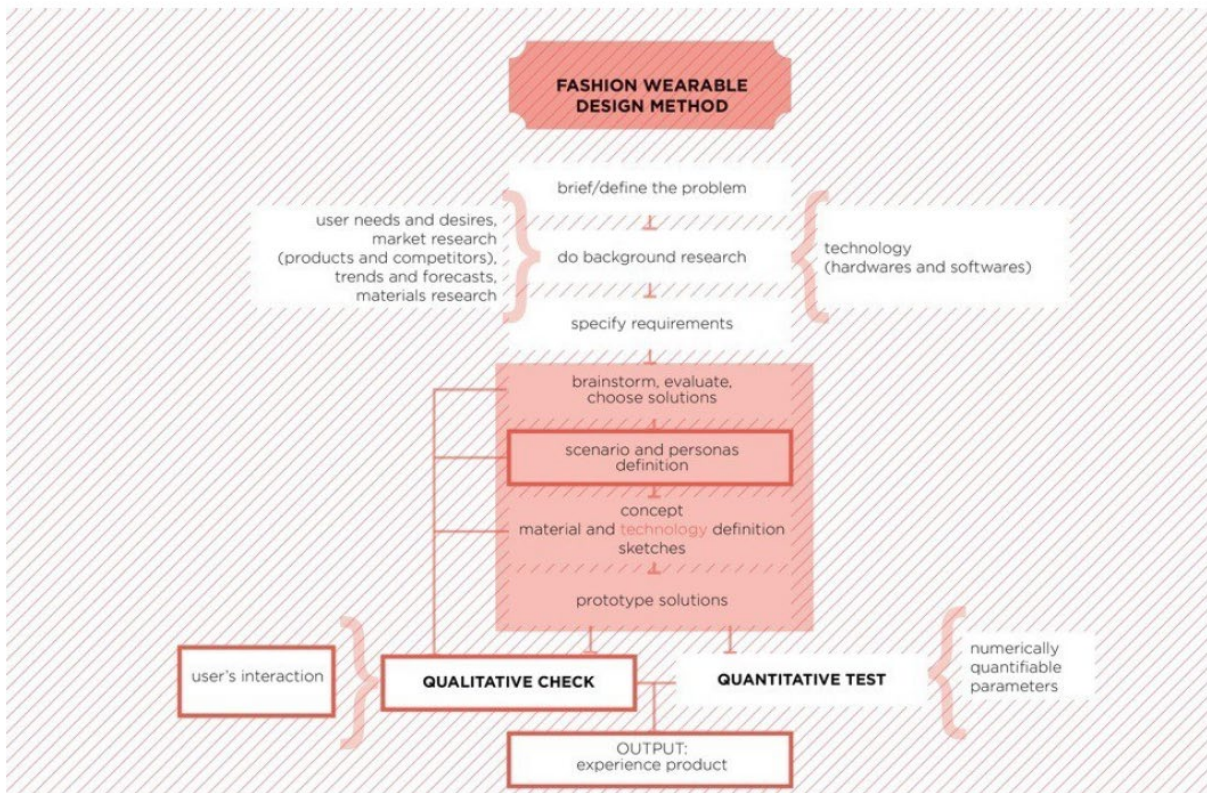 FASHION WEARABLE
DESIGN METHOD
brief/define the problem
user needs and desires,
market research
(products and competitors),
trends and forecasts,
materials research
do background research
technology
(hardwares and softwares)
specify requirements
brainstorm, evaluate,
choose solutions
scenario and personas
definition
concept
material and technology definition
sketches
prototype solutions
user's interaction
QUALITATIVE CHECK
QUANTITATIVE TEST
numerically
quantifiable
parameters
OUTPUT:
experience product